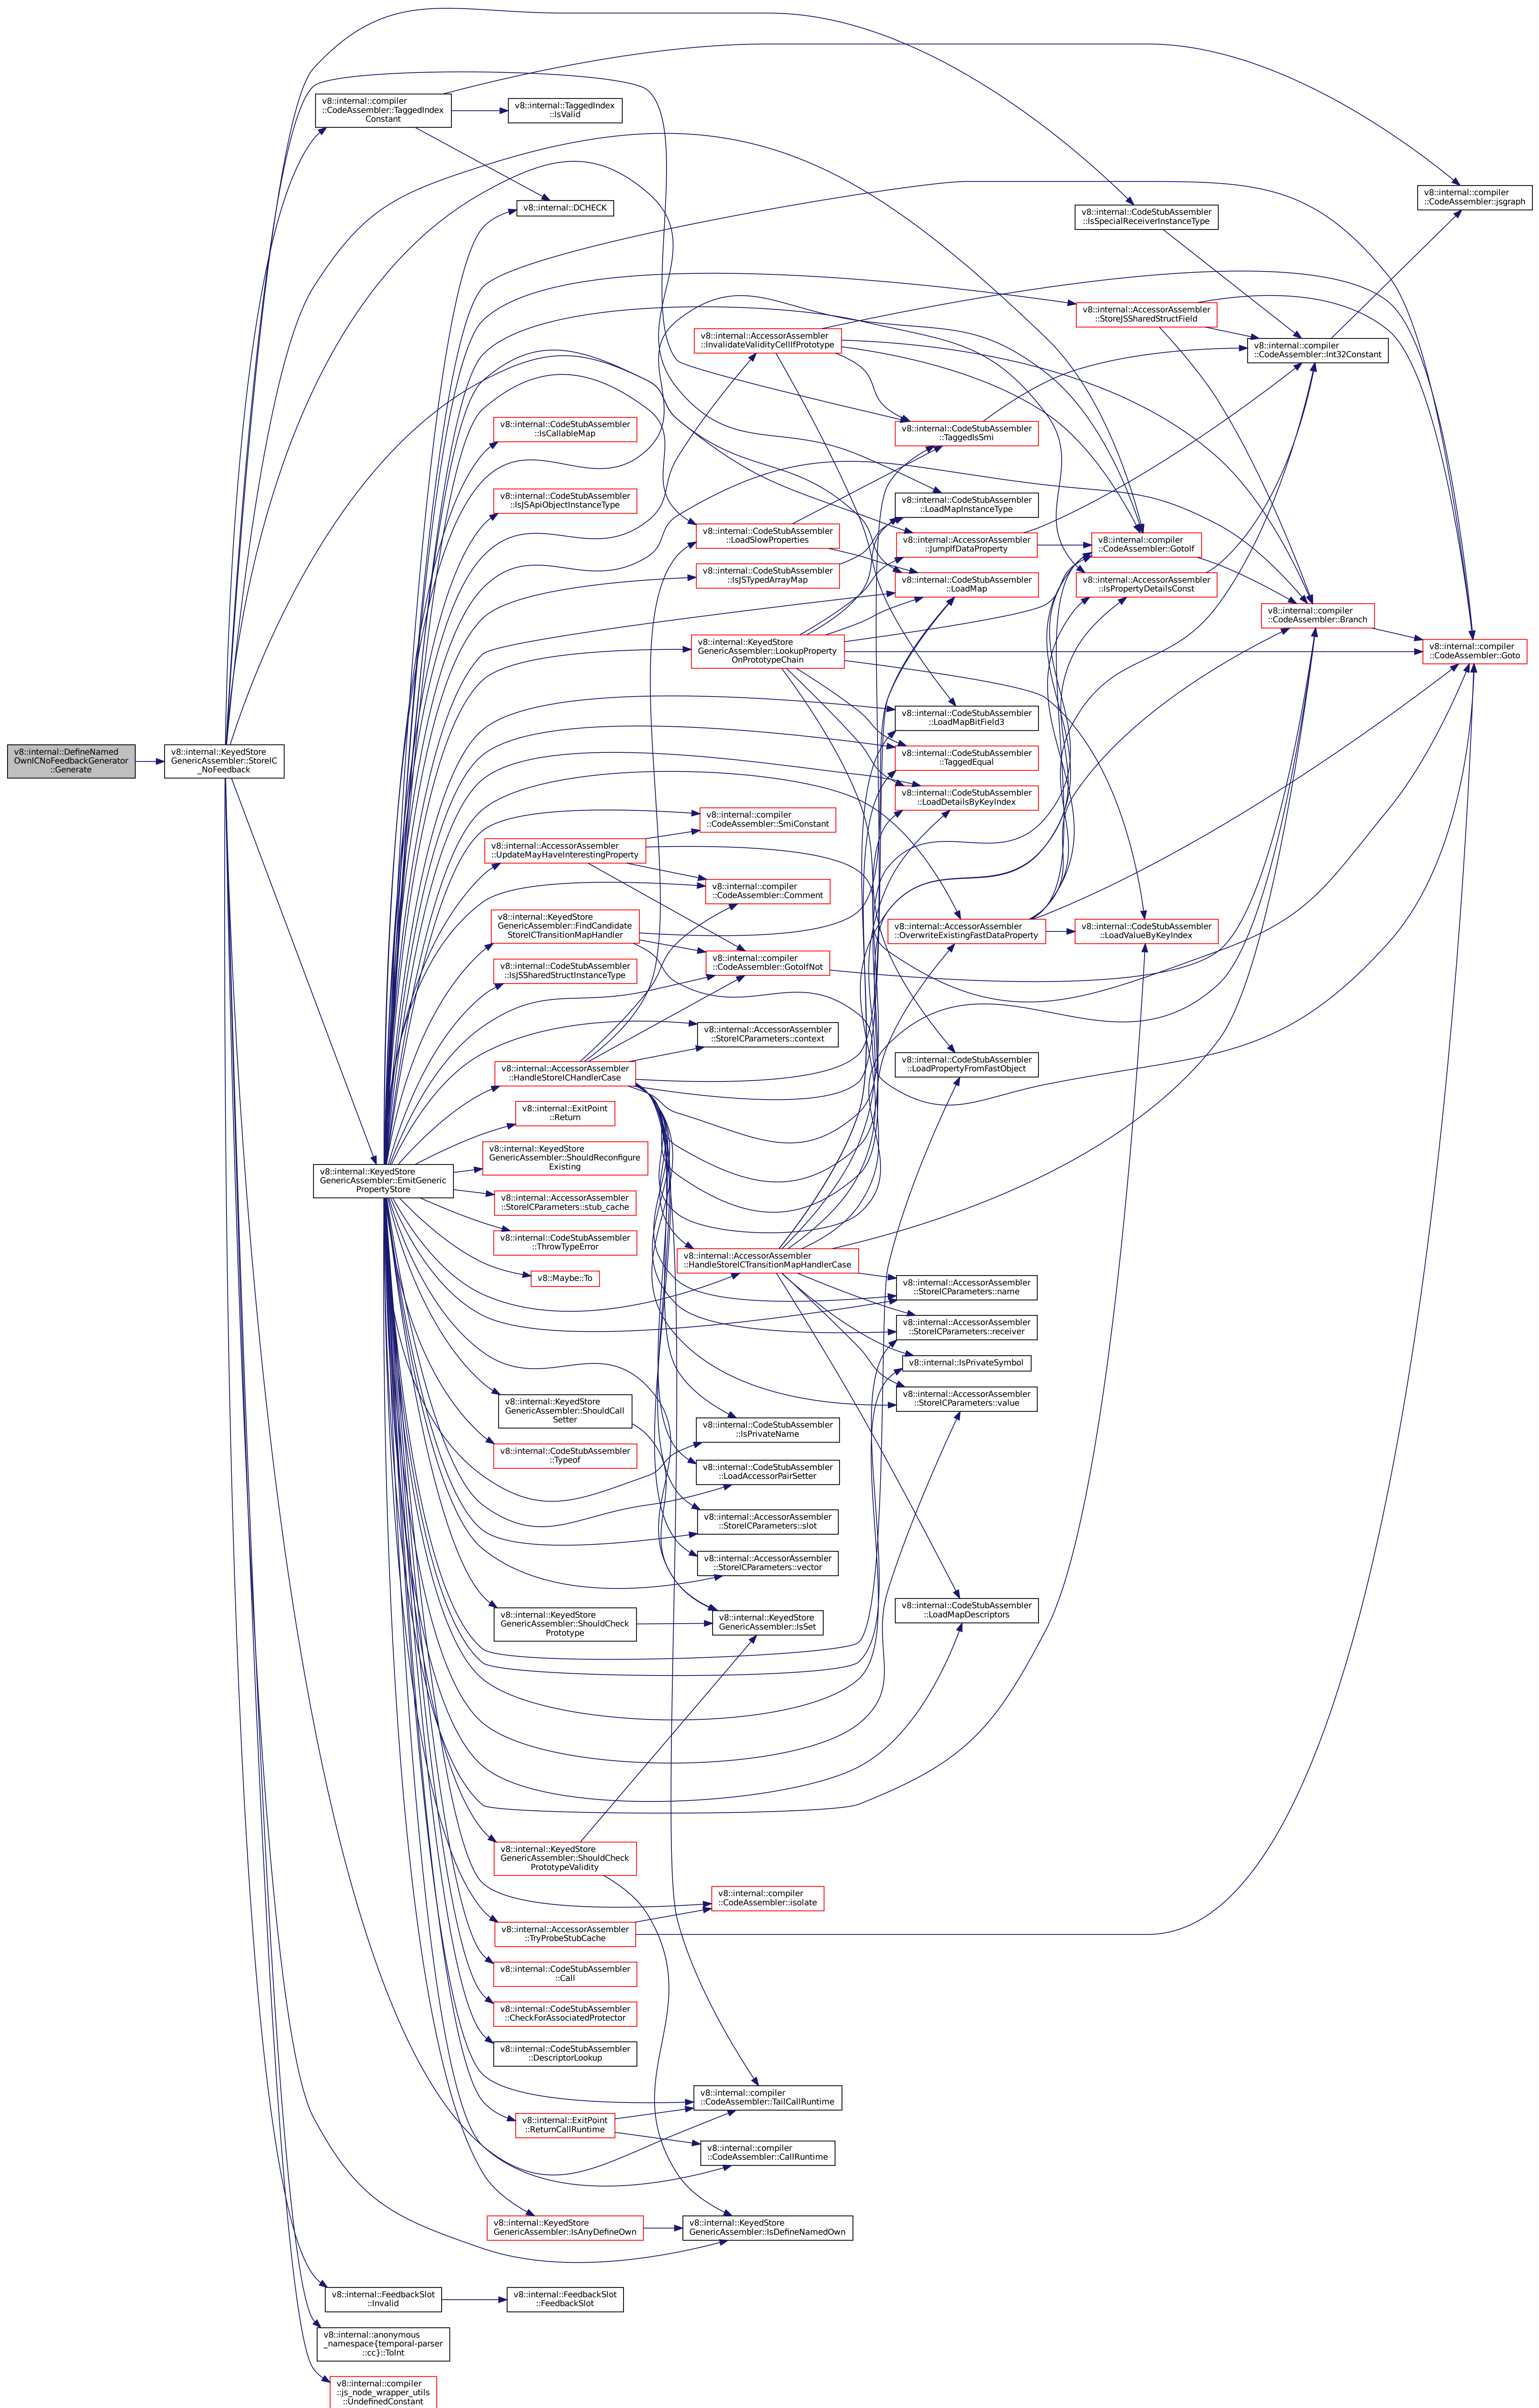 v8::internal::DefineNamed
OwnICNoFeedbackGenerator
::Generate
v8::internal::KeyedStore
GenericAssembler::StoreIC
_NoFeedback
v8::internal::compiler
::CodeAssembler::TaggedIndex
Constant
v8::internal::KeyedStore
GenericAssembler::EmitGeneric
PropertyStore
v8::internal::FeedbackSlot
::Invalid
v8::internal::anonymous
_namespace{temporal-parser
::cc}::ToInt
v8::internal::compiler
::js_node_wrapper_utils
::UndefinedConstant
v8::internal::TaggedIndex
::IsValid
v8::internal::DCHECK
v8::internal::CodeStubAssembler
::IsCallableMap
v8::internal::CodeStubAssembler
::IsJSApiObjectInstanceType
v8::internal::AccessorAssembler
::UpdateMayHaveInterestingProperty
v8::internal::KeyedStore
GenericAssembler::FindCandidate
StoreICTransitionMapHandler
v8::internal::CodeStubAssembler
::IsJSSharedStructInstanceType
v8::internal::AccessorAssembler
::HandleStoreICHandlerCase
v8::internal::ExitPoint
::Return
v8::internal::KeyedStore
GenericAssembler::ShouldReconfigure
Existing
v8::internal::AccessorAssembler
::StoreICParameters::stub_cache
v8::internal::CodeStubAssembler
::ThrowTypeError
v8::Maybe::To
v8::internal::KeyedStore
GenericAssembler::ShouldCall
Setter
v8::internal::CodeStubAssembler
::Typeof
v8::internal::KeyedStore
GenericAssembler::ShouldCheck
Prototype
v8::internal::KeyedStore
GenericAssembler::ShouldCheck
PrototypeValidity
v8::internal::AccessorAssembler
::TryProbeStubCache
v8::internal::CodeStubAssembler
::Call
v8::internal::CodeStubAssembler
::CheckForAssociatedProtector
v8::internal::CodeStubAssembler
::DescriptorLookup
v8::internal::ExitPoint
::ReturnCallRuntime
v8::internal::KeyedStore
GenericAssembler::IsAnyDefineOwn
v8::internal::FeedbackSlot
::FeedbackSlot
v8::internal::AccessorAssembler
::InvalidateValidityCellIfPrototype
v8::internal::CodeStubAssembler
::LoadSlowProperties
v8::internal::CodeStubAssembler
::IsJSTypedArrayMap
v8::internal::KeyedStore
GenericAssembler::LookupProperty
OnPrototypeChain
v8::internal::compiler
::CodeAssembler::SmiConstant
v8::internal::compiler
::CodeAssembler::Comment
v8::internal::compiler
::CodeAssembler::GotoIfNot
v8::internal::AccessorAssembler
::StoreICParameters::context
v8::internal::AccessorAssembler
::HandleStoreICTransitionMapHandlerCase
v8::internal::CodeStubAssembler
::IsPrivateName
v8::internal::CodeStubAssembler
::LoadAccessorPairSetter
v8::internal::AccessorAssembler
::StoreICParameters::slot
v8::internal::AccessorAssembler
::StoreICParameters::vector
v8::internal::KeyedStore
GenericAssembler::IsSet
v8::internal::compiler
::CodeAssembler::isolate
v8::internal::compiler
::CodeAssembler::TailCallRuntime
v8::internal::compiler
::CodeAssembler::CallRuntime
v8::internal::KeyedStore
GenericAssembler::IsDefineNamedOwn
v8::internal::CodeStubAssembler
::TaggedIsSmi
v8::internal::CodeStubAssembler
::LoadMapInstanceType
v8::internal::AccessorAssembler
::JumpIfDataProperty
v8::internal::CodeStubAssembler
::LoadMap
v8::internal::CodeStubAssembler
::LoadMapBitField3
v8::internal::CodeStubAssembler
::TaggedEqual
v8::internal::CodeStubAssembler
::LoadDetailsByKeyIndex
v8::internal::AccessorAssembler
::OverwriteExistingFastDataProperty
v8::internal::CodeStubAssembler
::LoadPropertyFromFastObject
v8::internal::AccessorAssembler
::StoreICParameters::name
v8::internal::AccessorAssembler
::StoreICParameters::receiver
v8::internal::IsPrivateSymbol
v8::internal::AccessorAssembler
::StoreICParameters::value
v8::internal::CodeStubAssembler
::LoadMapDescriptors
v8::internal::CodeStubAssembler
::IsSpecialReceiverInstanceType
v8::internal::AccessorAssembler
::StoreJSSharedStructField
v8::internal::compiler
::CodeAssembler::GotoIf
v8::internal::AccessorAssembler
::IsPropertyDetailsConst
v8::internal::CodeStubAssembler
::LoadValueByKeyIndex
v8::internal::compiler
::CodeAssembler::Int32Constant
v8::internal::compiler
::CodeAssembler::Branch
v8::internal::compiler
::CodeAssembler::jsgraph
v8::internal::compiler
::CodeAssembler::Goto